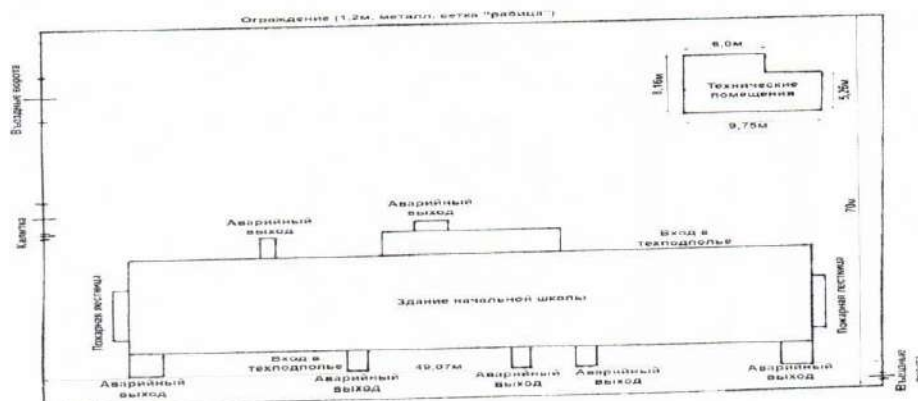 Ограждение (1,2м, металл, сетка "рабица")
Въездные ворота
6,0м
8,16м
Технические
помещения
5,26м
9,75м
70м
Калитка
Аварийный
выход
Аварийный
выход
Вход в
техподполье
Пожарная лестница
Здание начальной школы
Пожарная лестница
Вход в
техподполье
49,07м
Аварийный
выход
Аварийный
выход
Аварийный
выход
Аварийный
выход
Аварийный
выход
Въездные